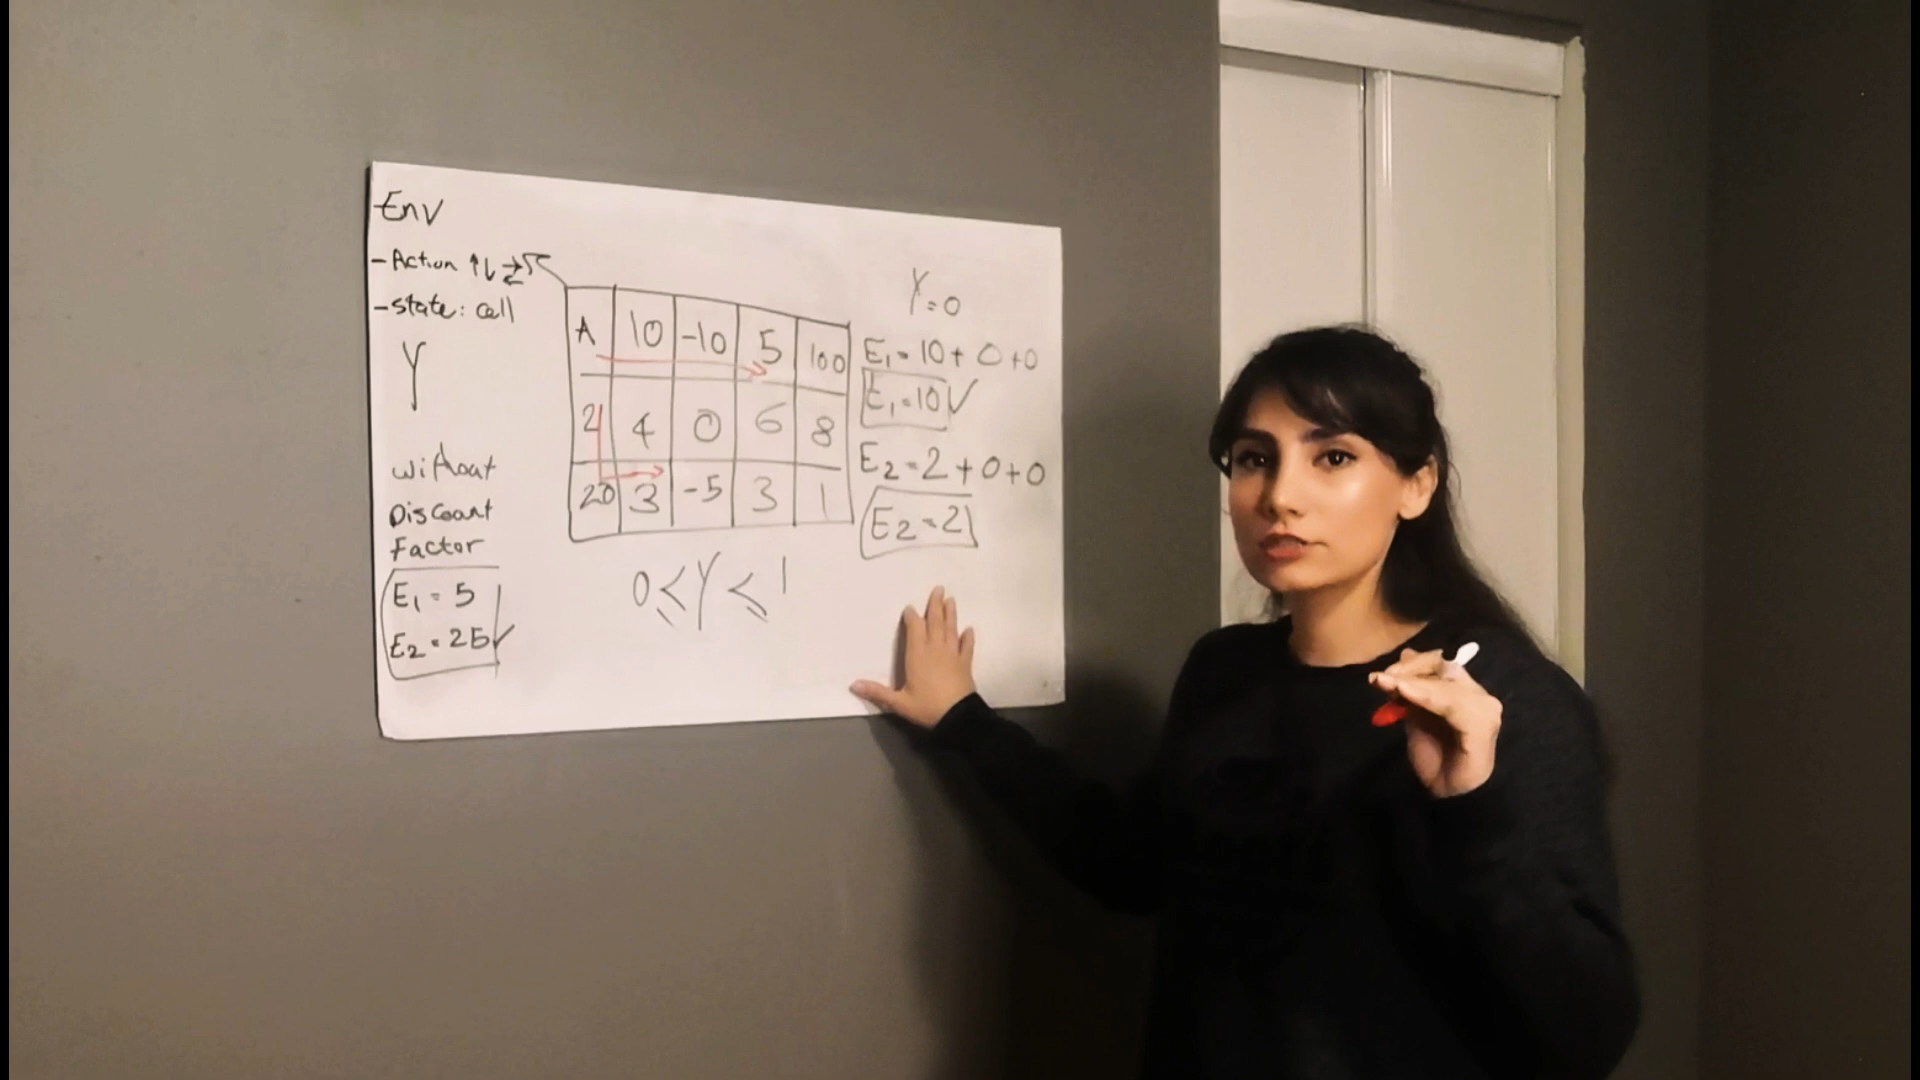 Env
- Action ↑↓→←
- state: cell
γ
without
Discount
Factor
E₁ = 5
E₂ = 25 ✓
A 10 -10 5 100
2 4 0 6 8
20 3 -5 3 1
0 ≤ γ ≤ 1
γ = 0
E₁ = 10 + 0 + 0
E₁ = 10 ✓
E₂ = 2 + 0 + 0
E₂ = 2